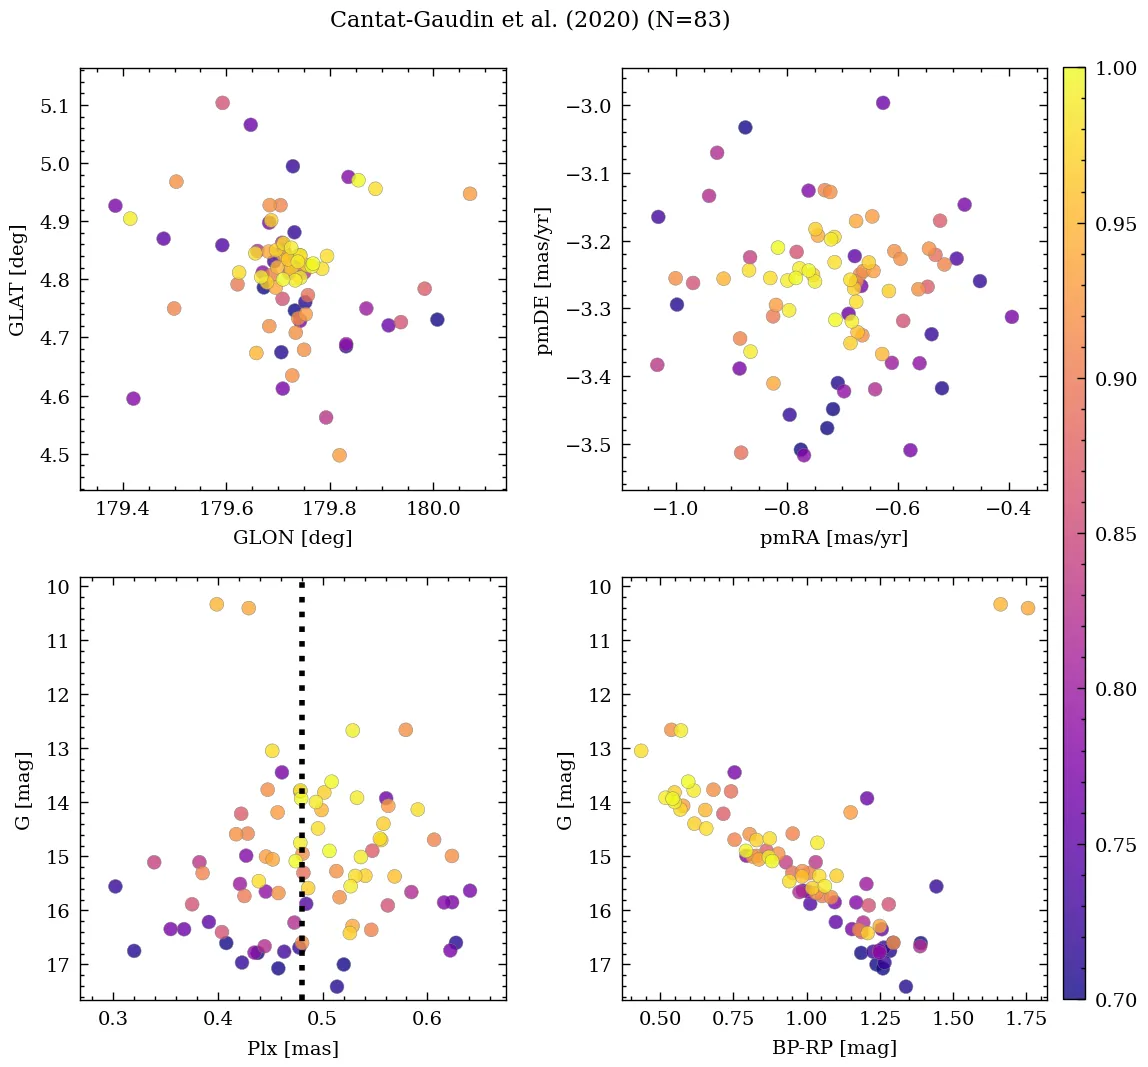 Cantat-Gaudin et al. (2020) (N=83)
5.1
5.0
4.9
4.8
4.7
4.6
4.5
GLAT [deg]
179.4 179.6 179.8 180.0
GLON [deg]
−3.0
−3.1
−3.2
−3.3
−3.4
−3.5
pmDE [mas/yr]
−1.0 −0.8 −0.6 −0.4
pmRA [mas/yr]
10
11
12
13
14
15
16
17
G [mag]
0.3 0.4 0.5 0.6
Plx [mas]
10
11
12
13
14
15
16
17
G [mag]
0.50 0.75 1.00 1.25 1.50 1.75
BP-RP [mag]
1.00
0.95
0.90
0.85
0.80
0.75
0.70